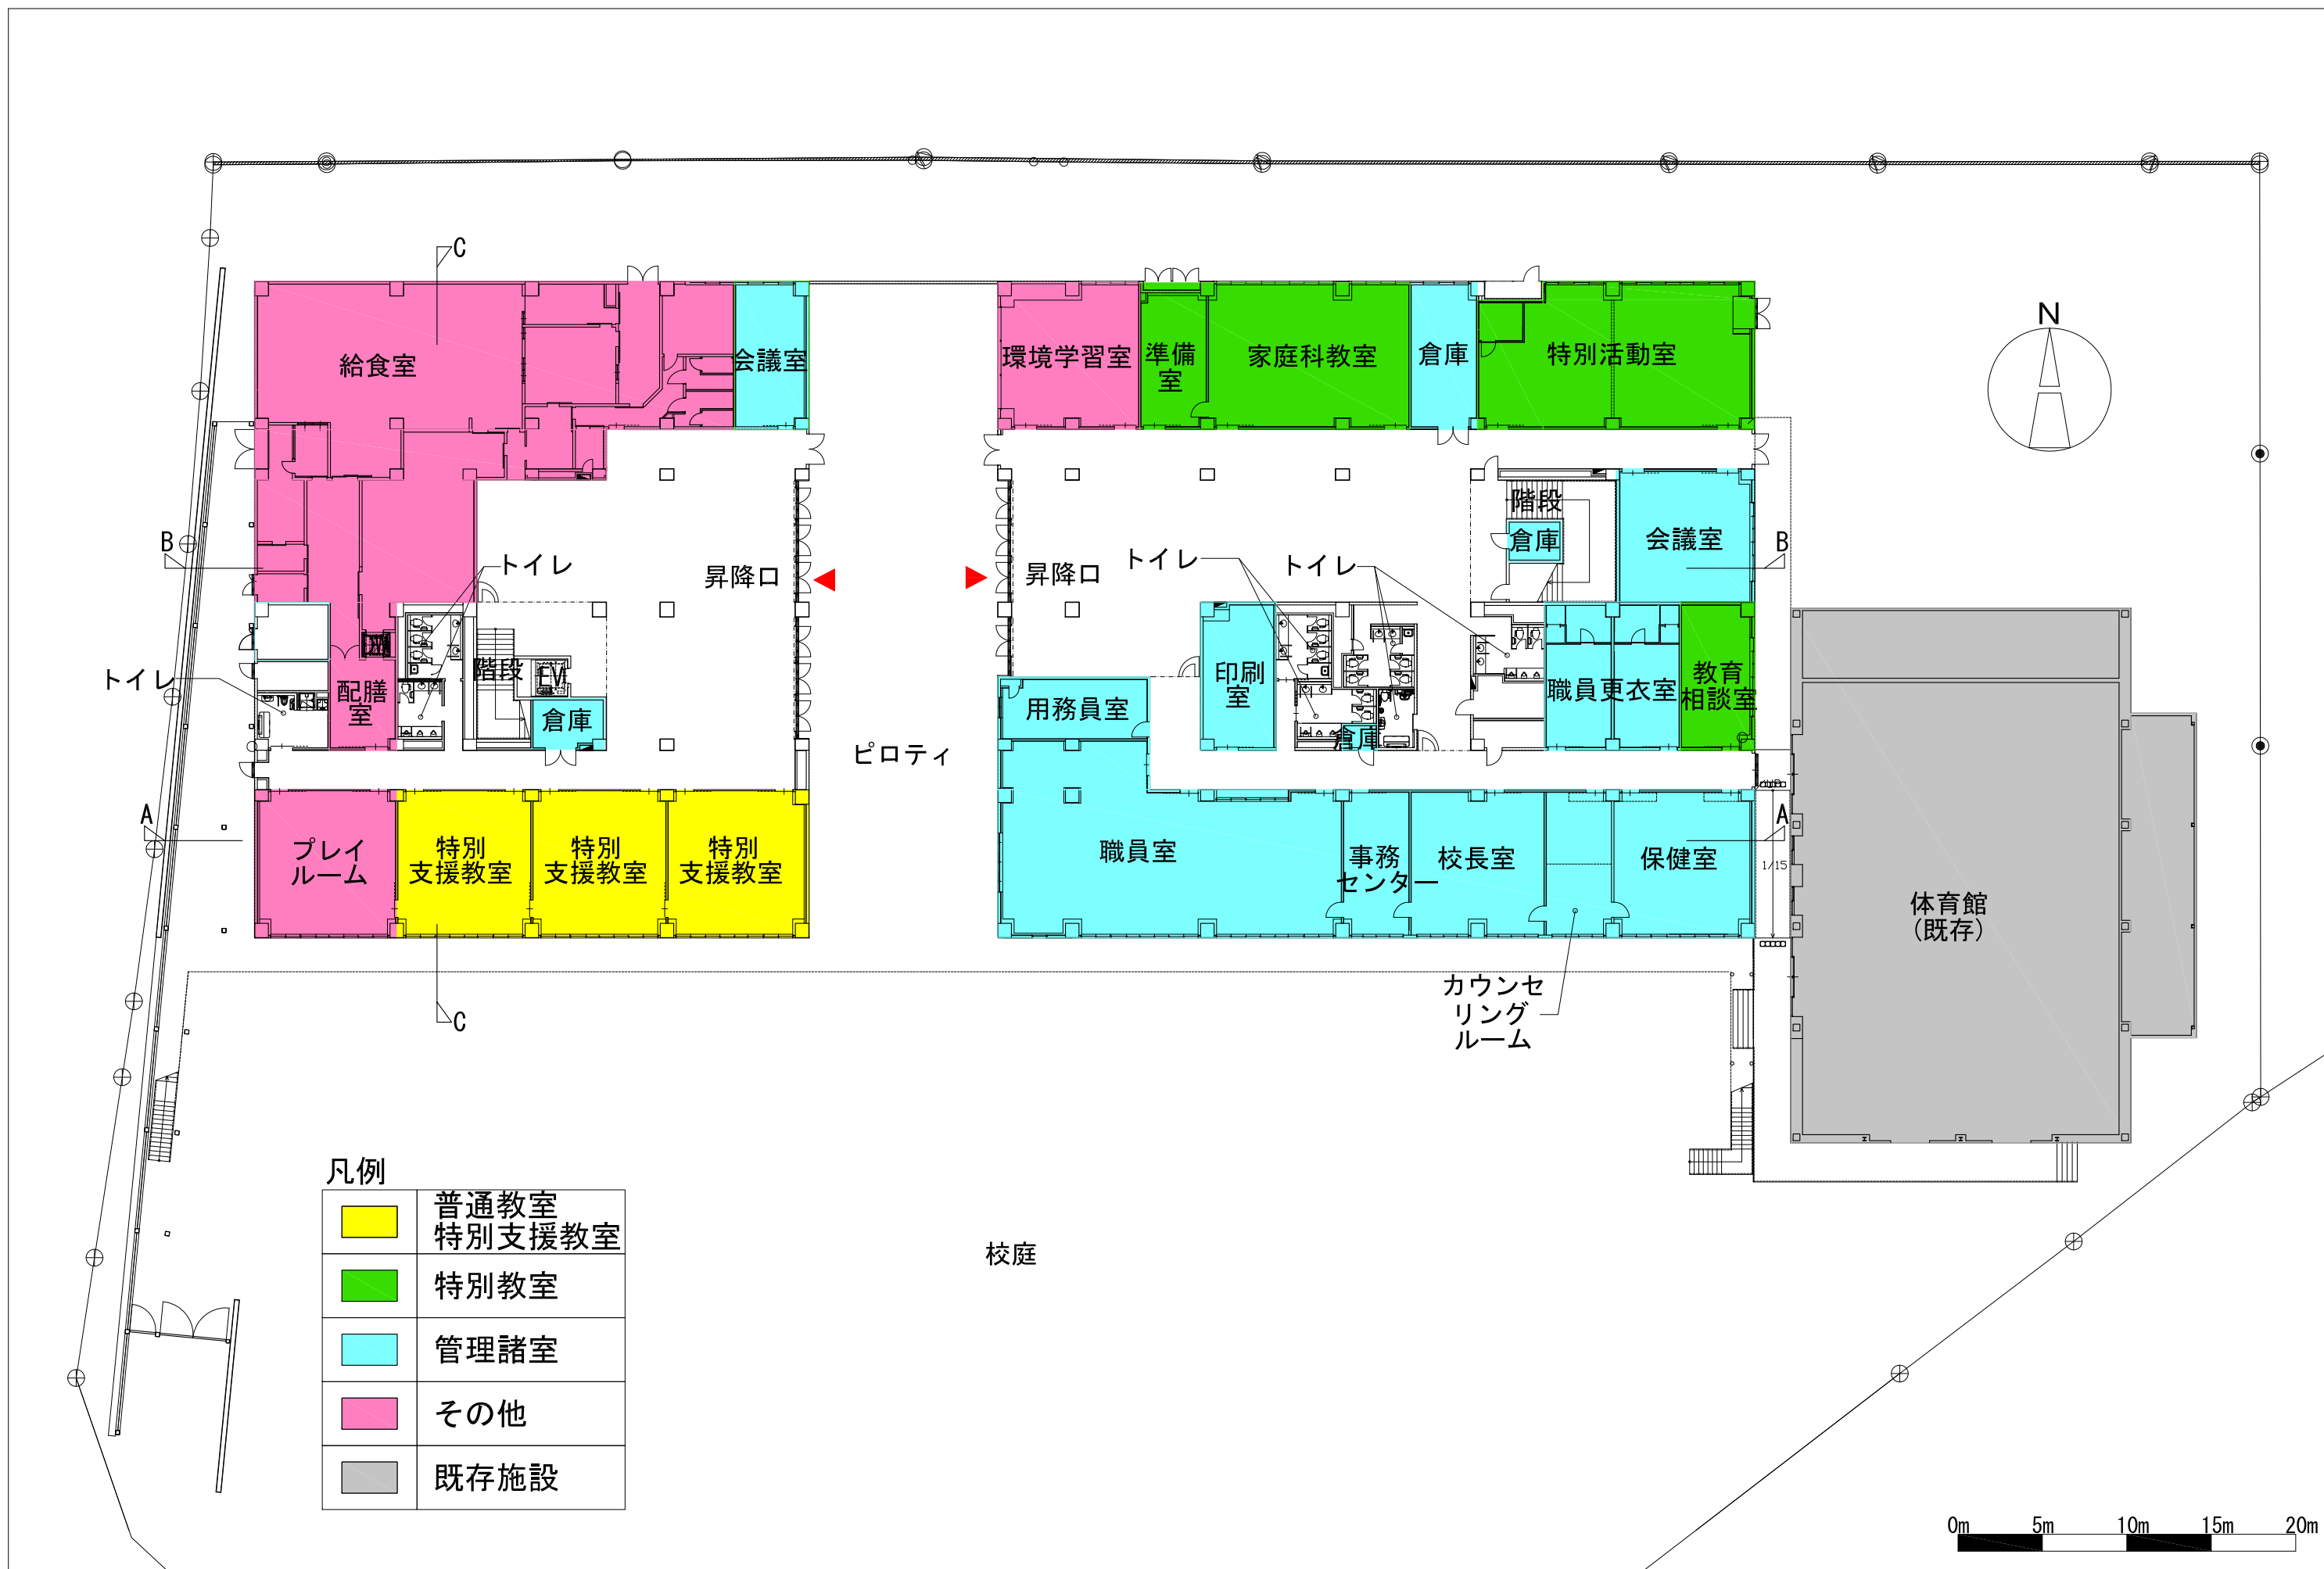 N
C
給食室
会議室
環境学習室
準備
室
家庭科教室
倉庫
特別活動室
B
トイレ
昇降口
昇降口
トイレ
トイレ
階段
倉庫
会議室
B
トイレ
配膳
室
階段
EV
倉庫
ピロティ
用務員室
印刷
室
倉庫
職員更衣室
教育
相談室
A
プレイ
ルーム
特別
支援教室
特別
支援教室
特別
支援教室
職員室
事務
センター
校長室
保健室
A
1/15
体育館
(既存)
C
カウンセ
リング
ルーム
校庭
凡例
普通教室
特別支援教室
特別教室
管理諸室
その他
既存施設
0m 5m 10m 15m 20m